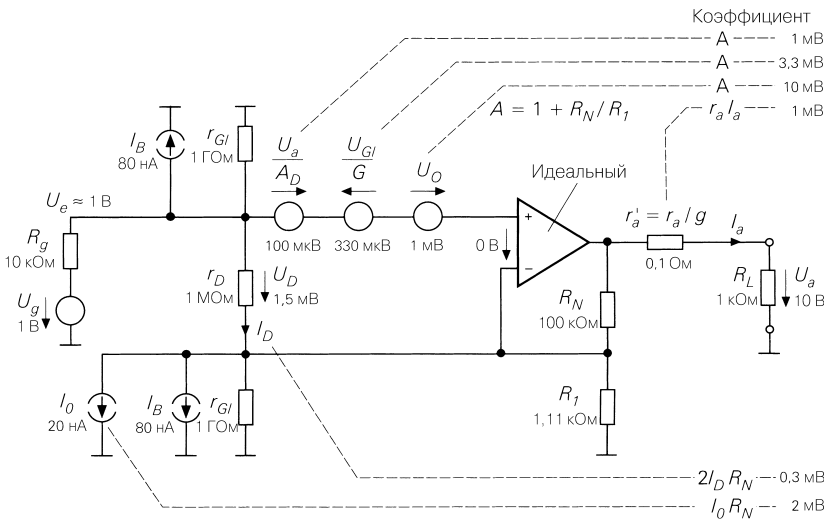 Коэффициент
A 1 мВ
A 3,3 мВ
A 10 мВ
A = 1 + R_N / R_1
r_a I_a 1 мВ
I_B
80 нА
r_Gl
1 ГОм
U_a / A_D
100 мкВ
U_Gl / G
330 мкВ
U_O
1 мВ
Идеальный
U_e ≈ 1 В
+
−
0 В
r_a' = r_a / g
0,1 Ом
I_a
R_g
10 кОм
U_g
1 В
r_D
1 МОм
U_D
1,5 мВ
I_D
R_N
100 кОм
R_L
1 кОм
U_a
10 В
I_0
20 нА
I_B
80 нА
r_Gl
1 ГОм
R_1
1,11 кОм
2I_D R_N 0,3 мВ
I_0 R_N 2 мВ